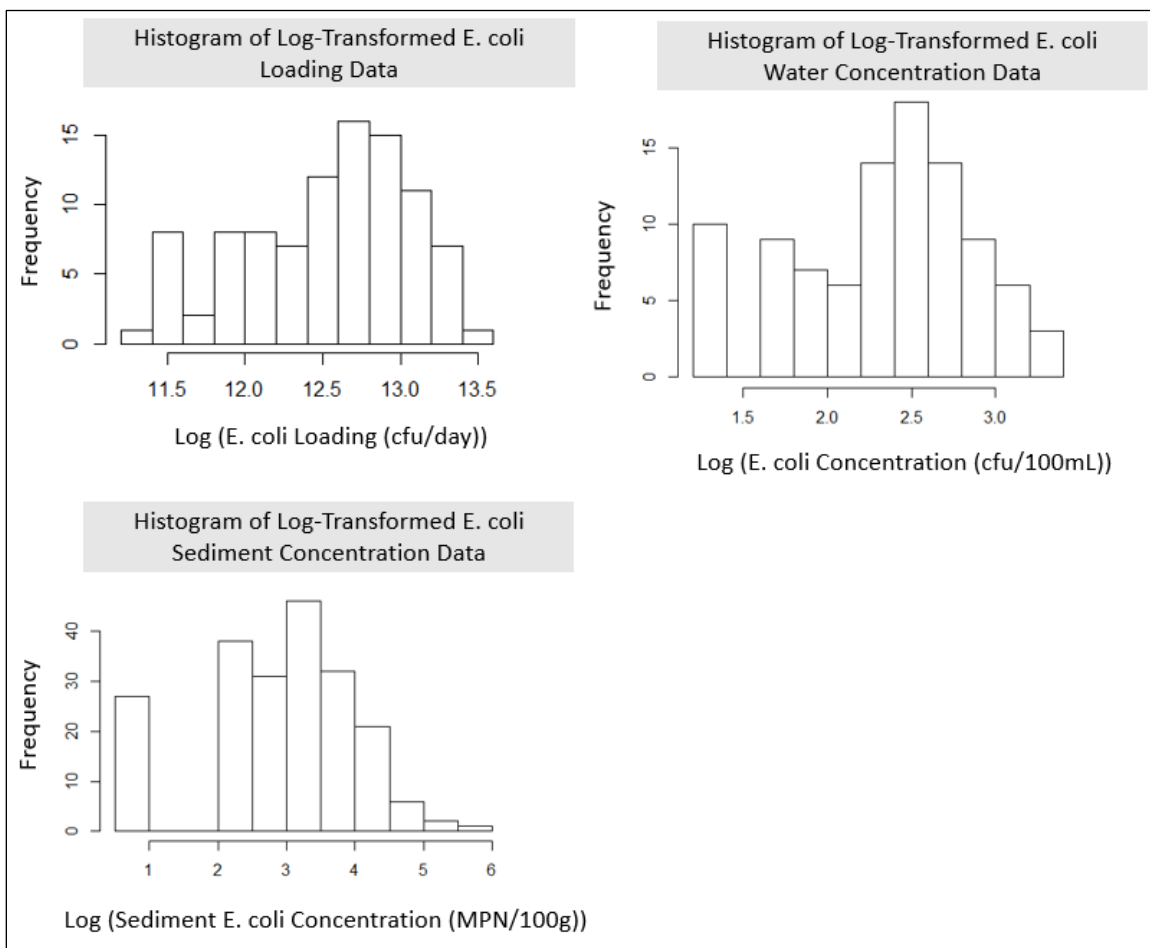 Histogram of Log-Transformed E. coli
Loading Data
Frequency
15
10
5
0
11.5 12.0 12.5 13.0 13.5
Log (E. coli Loading (cfu/day))
Histogram of Log-Transformed E. coli
Water Concentration Data
Frequency
15
10
5
0
1.5 2.0 2.5 3.0
Log (E. coli Concentration (cfu/100mL))
Histogram of Log-Transformed E. coli
Sediment Concentration Data
Frequency
40
30
20
10
0
1 2 3 4 5 6
Log (Sediment E. coli Concentration (MPN/100g))